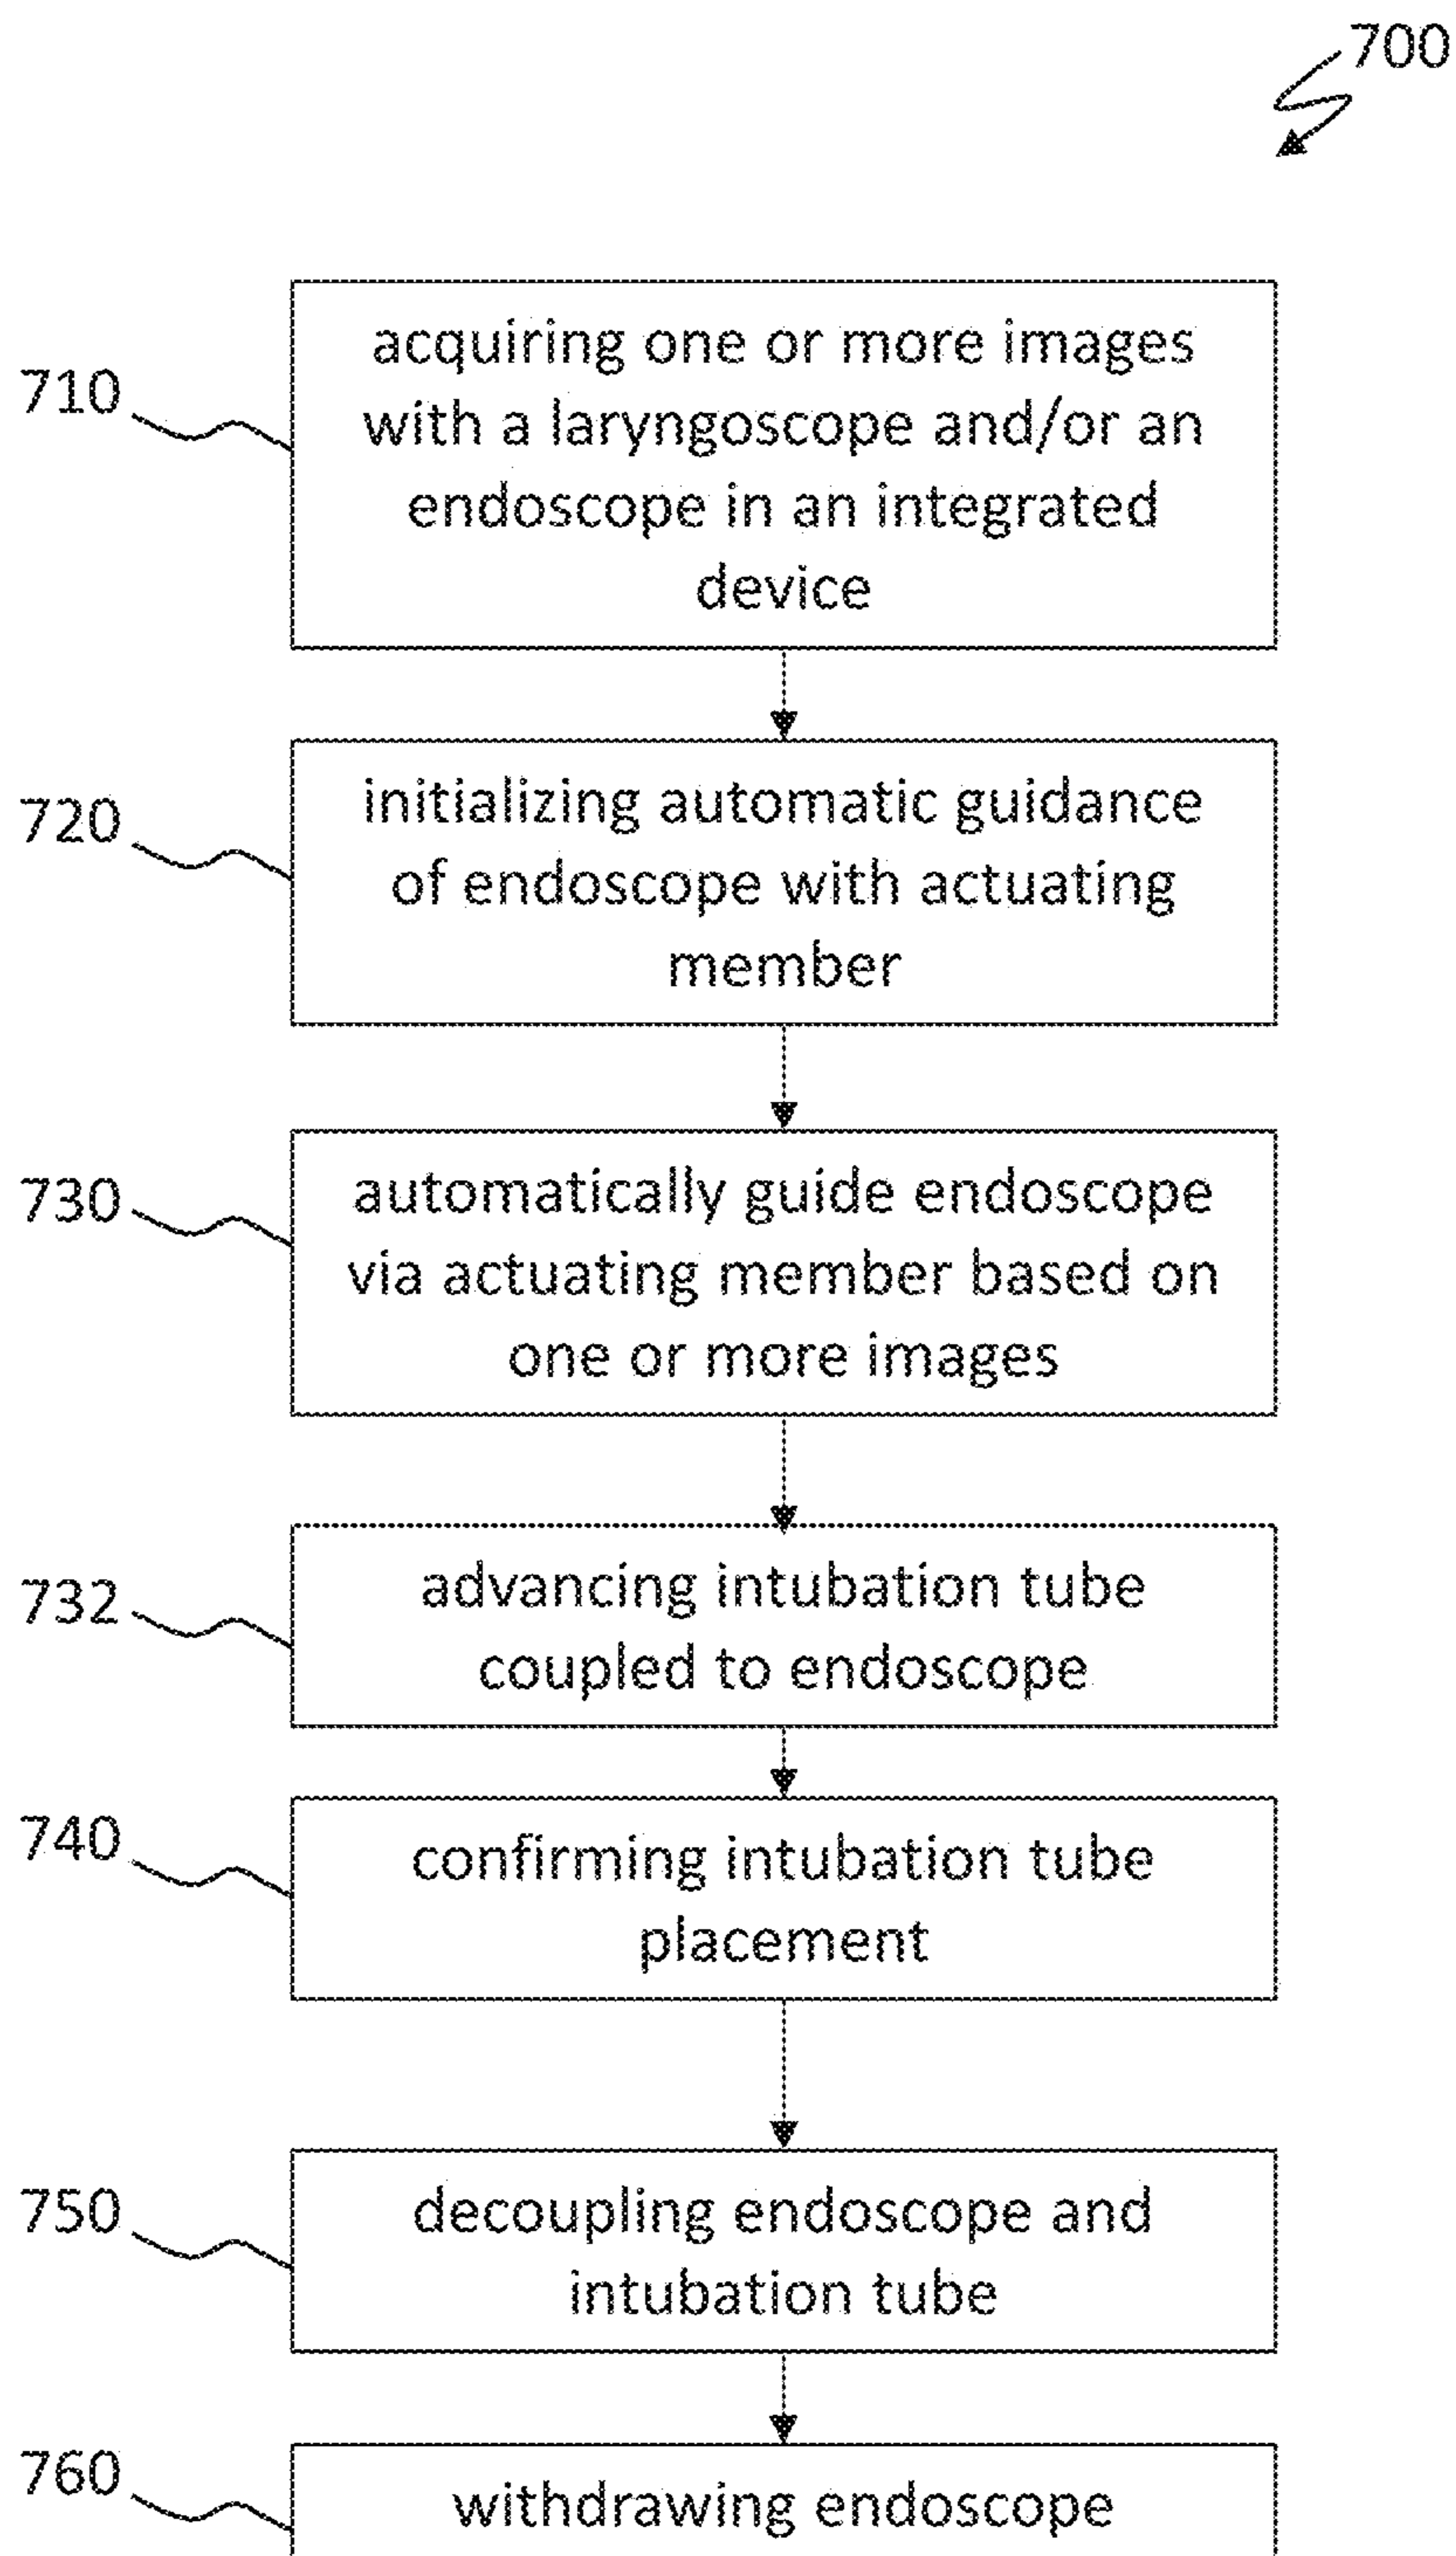 700
710
acquiring one or more images
with a laryngoscope and/or an
endoscope in an integrated
device
720
initializing automatic guidance
of endoscope with actuating
member
730
automatically guide endoscope
via actuating member based on
one or more images
732
advancing intubation tube
coupled to endoscope
740
confirming intubation tube
placement
750
decoupling endoscope and
intubation tube
760
withdrawing endoscope